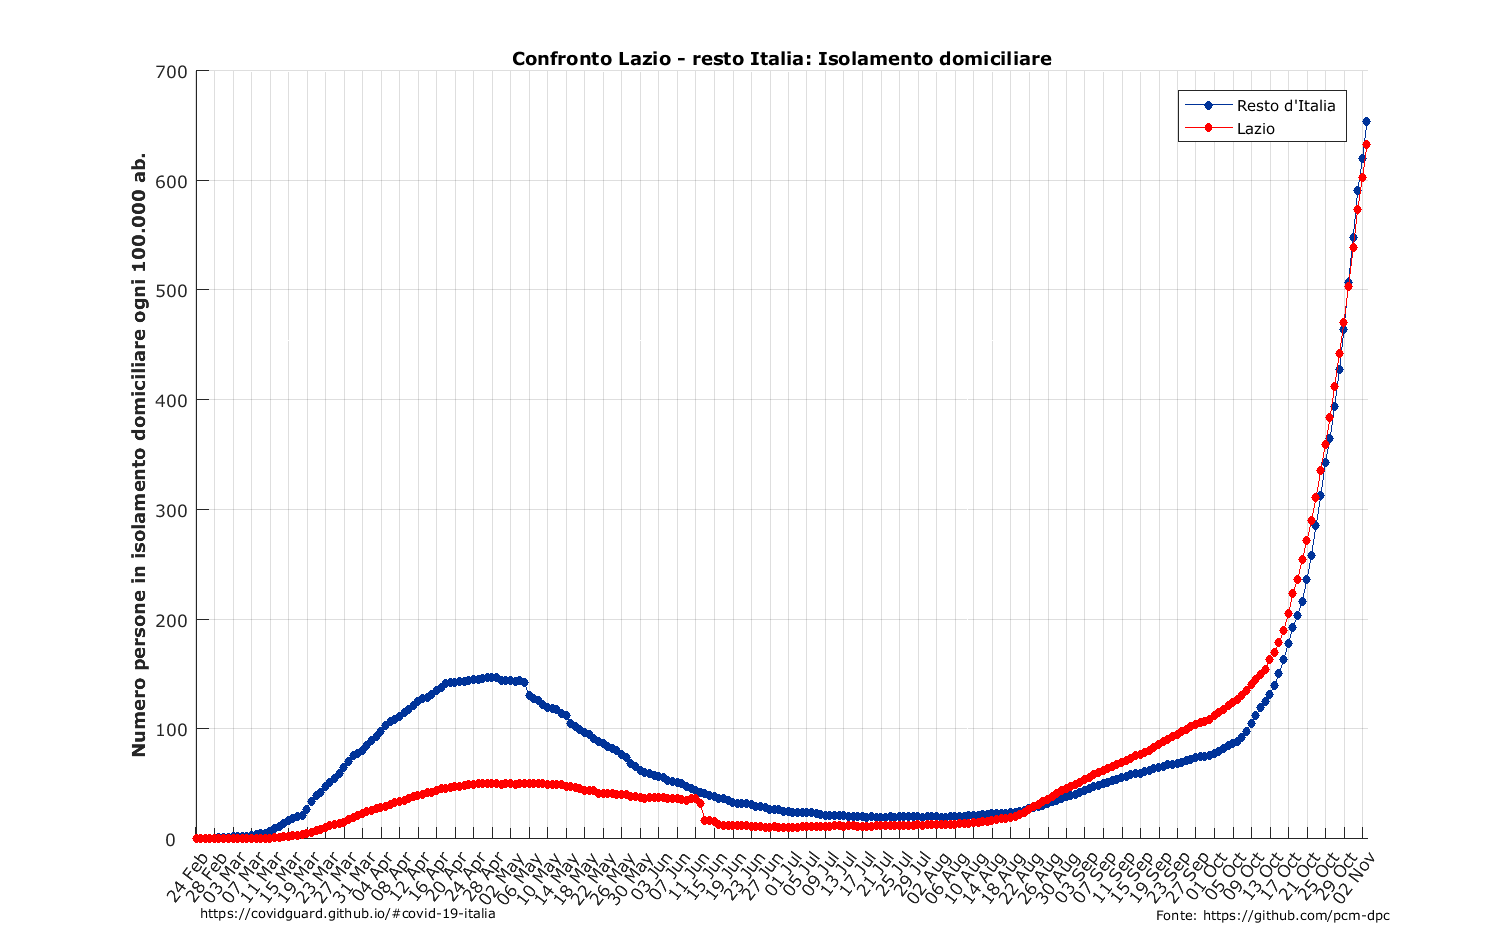 Confronto Lazio - resto Italia: Isolamento domiciliare
Numero persone in isolamento domiciliare ogni 100.000 ab.
700
600
500
400
300
200
100
0
Resto d'Italia
Lazio
24 Feb
28 Feb
03 Mar
07 Mar
11 Mar
15 Mar
19 Mar
23 Mar
27 Mar
31 Mar
04 Apr
08 Apr
12 Apr
16 Apr
20 Apr
24 Apr
28 Apr
02 May
06 May
10 May
14 May
18 May
22 May
26 May
30 May
03 Jun
07 Jun
11 Jun
15 Jun
19 Jun
23 Jun
27 Jun
01 Jul
05 Jul
09 Jul
13 Jul
17 Jul
21 Jul
25 Jul
29 Jul
02 Aug
06 Aug
10 Aug
14 Aug
18 Aug
22 Aug
26 Aug
30 Aug
03 Sep
07 Sep
11 Sep
15 Sep
19 Sep
23 Sep
27 Sep
01 Oct
05 Oct
09 Oct
13 Oct
17 Oct
21 Oct
25 Oct
29 Oct
02 Nov
https://covidguard.github.io/#covid-19-italia
Fonte: https://github.com/pcm-dpc